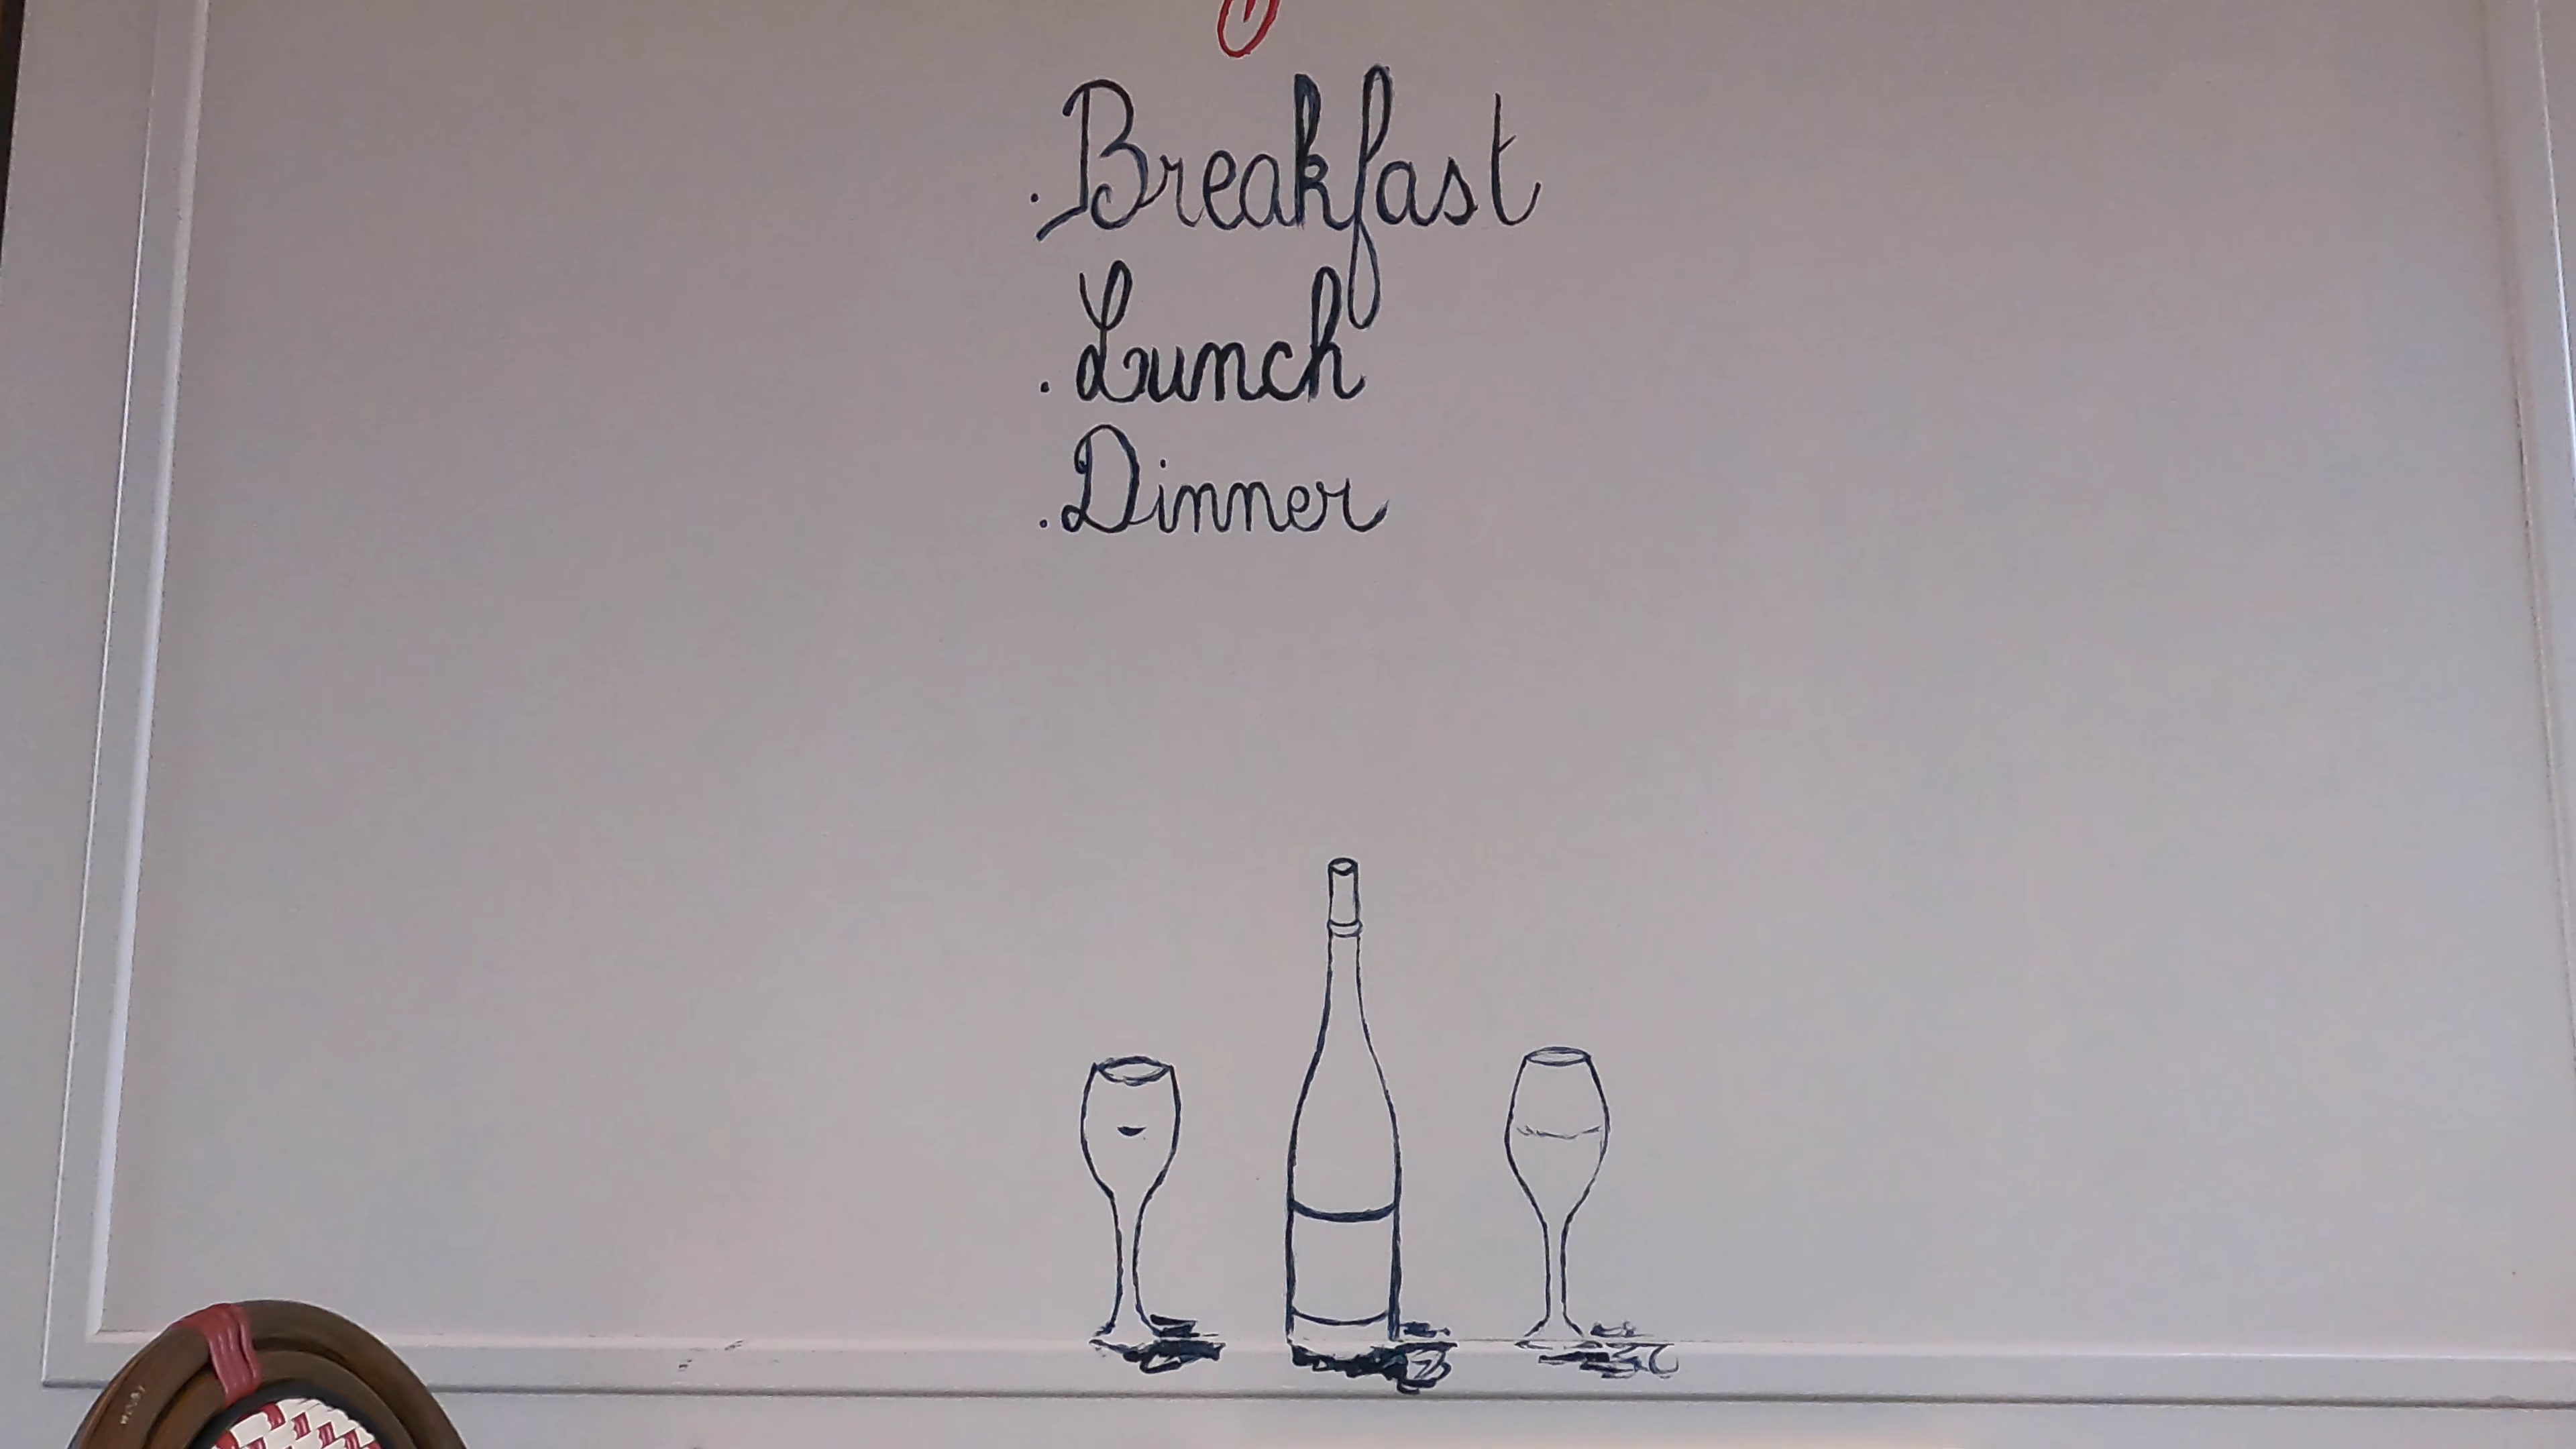 . Breakfast
. Lunch
. Dinner